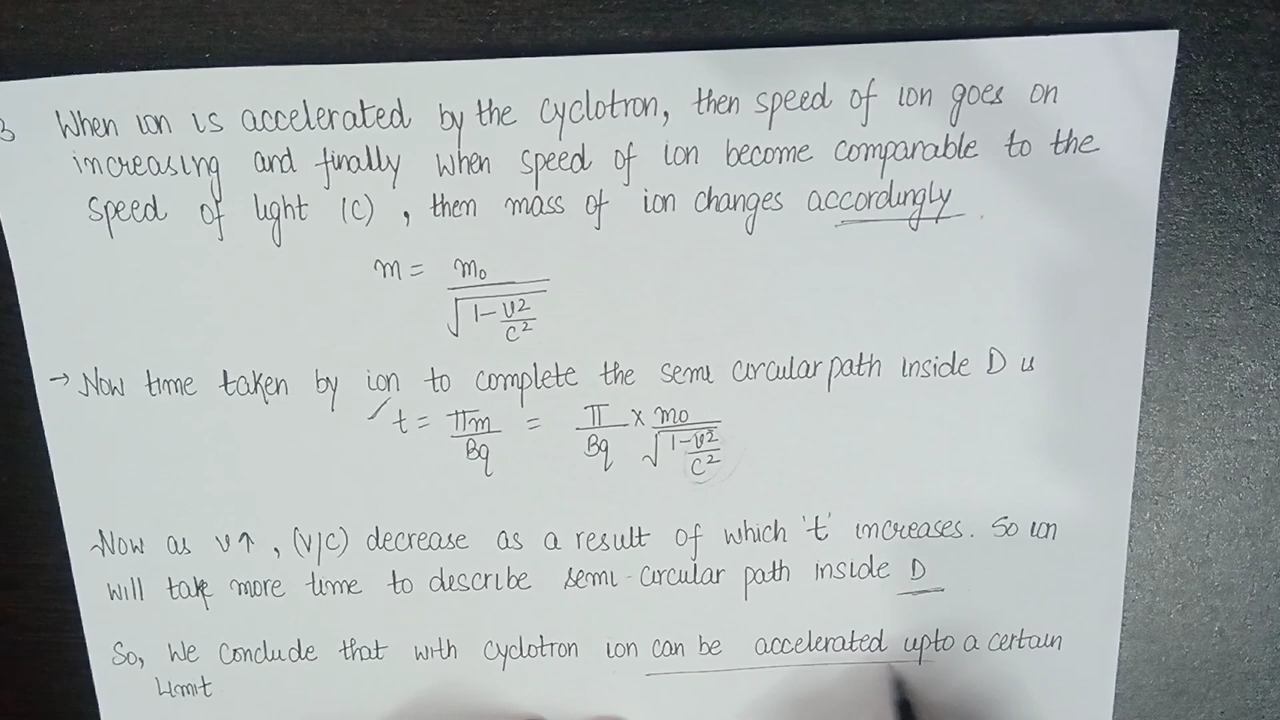 3 When ion is accelerated by the cyclotron, then speed of ion goes on
increasing and finally when speed of ion become comparable to the
speed of light (C) , then mass of ion changes accordingly.
m = m₀ / √(1 - v²/c²)
→ Now time taken by ion to complete the semi circular path inside D is
t = πm/Bq = π/Bq × m₀/√(1 - v²/c²)
Now as v↑ , (v/c) decrease as a result of which 't' increases. So ion
will take more time to describe semi-circular path inside D
So, We conclude that with cyclotron ion can be accelerated upto a certain
limit